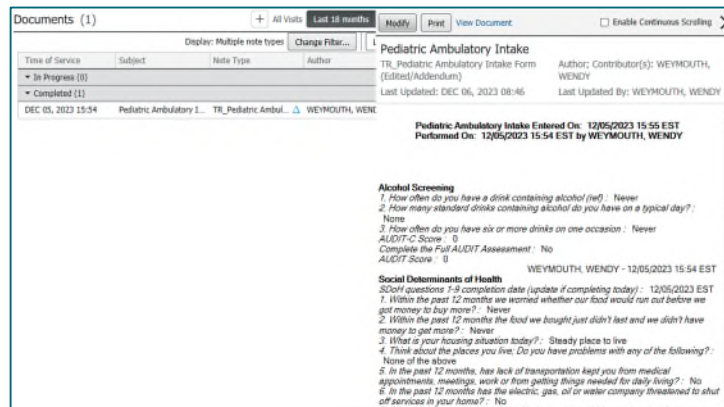 Documents (1)
+ All Visits Last 18 months
Display: Multiple note types Change Filter...
Time of Service Subject Note Type Author
In Progress (0)
Completed (1)
DEC 05, 2023 15:54 Pediatric Ambulatory I... TR_Pediatric Ambul... WEYMOUTH, WEND
Modify Print View Document Enable Continuous Scrolling
Pediatric Ambulatory Intake
TR_Pediatric Ambulatory Intake Form
(Edited/Addendum)
Author; Contributor(s): WEYMOUTH,
WENDY
Last Updated: DEC 06, 2023 08:46 Last Updated By: WEYMOUTH, WENDY
Pediatric Ambulatory Intake Entered On: 12/05/2023 15:55 EST
Performed On: 12/05/2023 15:54 EST by WEYMOUTH, WENDY
Alcohol Screening
1. How often do you have a drink containing alcohol (ref) : Never
2. How many standard drinks containing alcohol do you have on a typical day? :
None
3. How often do you have six or more drinks on one occasion : Never
AUDIT-C Score : 0
Complete the Full AUDIT Assessment : No
AUDIT Score : 0
WEYMOUTH, WENDY - 12/05/2023 15:54 EST
Social Determinants of Health
SDoH questions 1-9 completion date (update if completing today) : 12/05/2023 EST
1. Within the past 12 months we worried whether our food would run out before we
got money to buy more? : Never
2. Within the past 12 months the food we bought just didn't last and we didn't have
money to get more? : Never
3. What is your housing situation today? : Steady place to live
4. Think about the places you live; Do you have problems with any of the following? :
None of the above
5. In the past 12 months, has lack of transportation kept you from medical
appointments, meetings, work or from getting things needed for daily living? : No
6. In the past 12 months has the electric, gas, oil or water company threatened to shut
off services in your home? : No